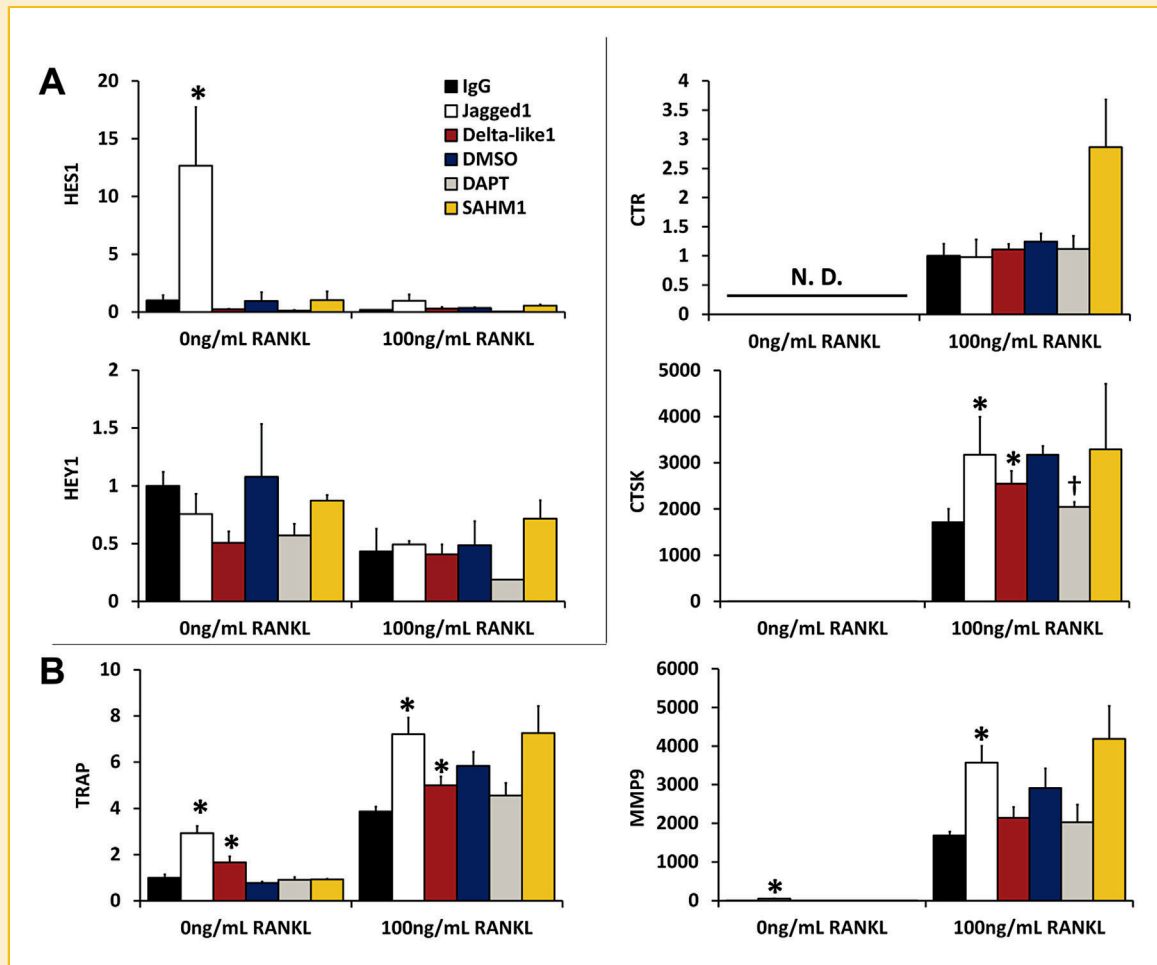 A
HES1
20
15
10
5
0
*
0ng/mL RANKL
100ng/mL RANKL
IgG
Jagged1
Delta-like1
DMSO
DAPT
SAHM1
CTR
4
3.5
3
2.5
2
1.5
1
0.5
0
N. D.
0ng/mL RANKL
100ng/mL RANKL
HEY1
2
1.5
1
0.5
0
0ng/mL RANKL
100ng/mL RANKL
CTSK
5000
4000
3000
2000
1000
0
*
*
†
0ng/mL RANKL
100ng/mL RANKL
B
TRAP
10
8
6
4
2
0
*
*
*
*
0ng/mL RANKL
100ng/mL RANKL
MMP9
6000
5000
4000
3000
2000
1000
0
*
*
0ng/mL RANKL
100ng/mL RANKL